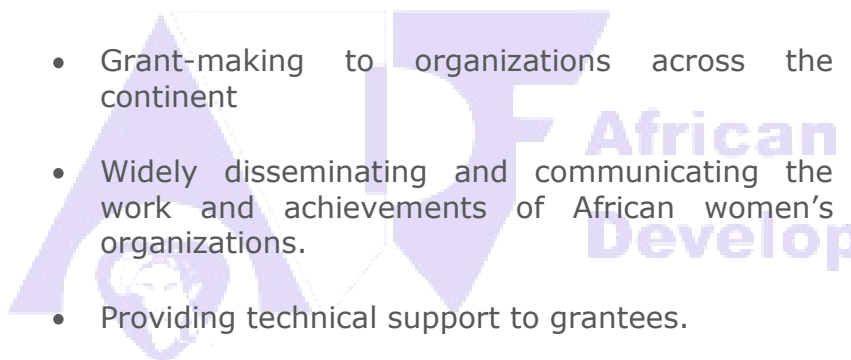 • Grant-making to organizations across the
continent
African
• Widely disseminating and communicating the
work and achievements of African women’s
organizations.
Develop
• Providing technical support to grantees.